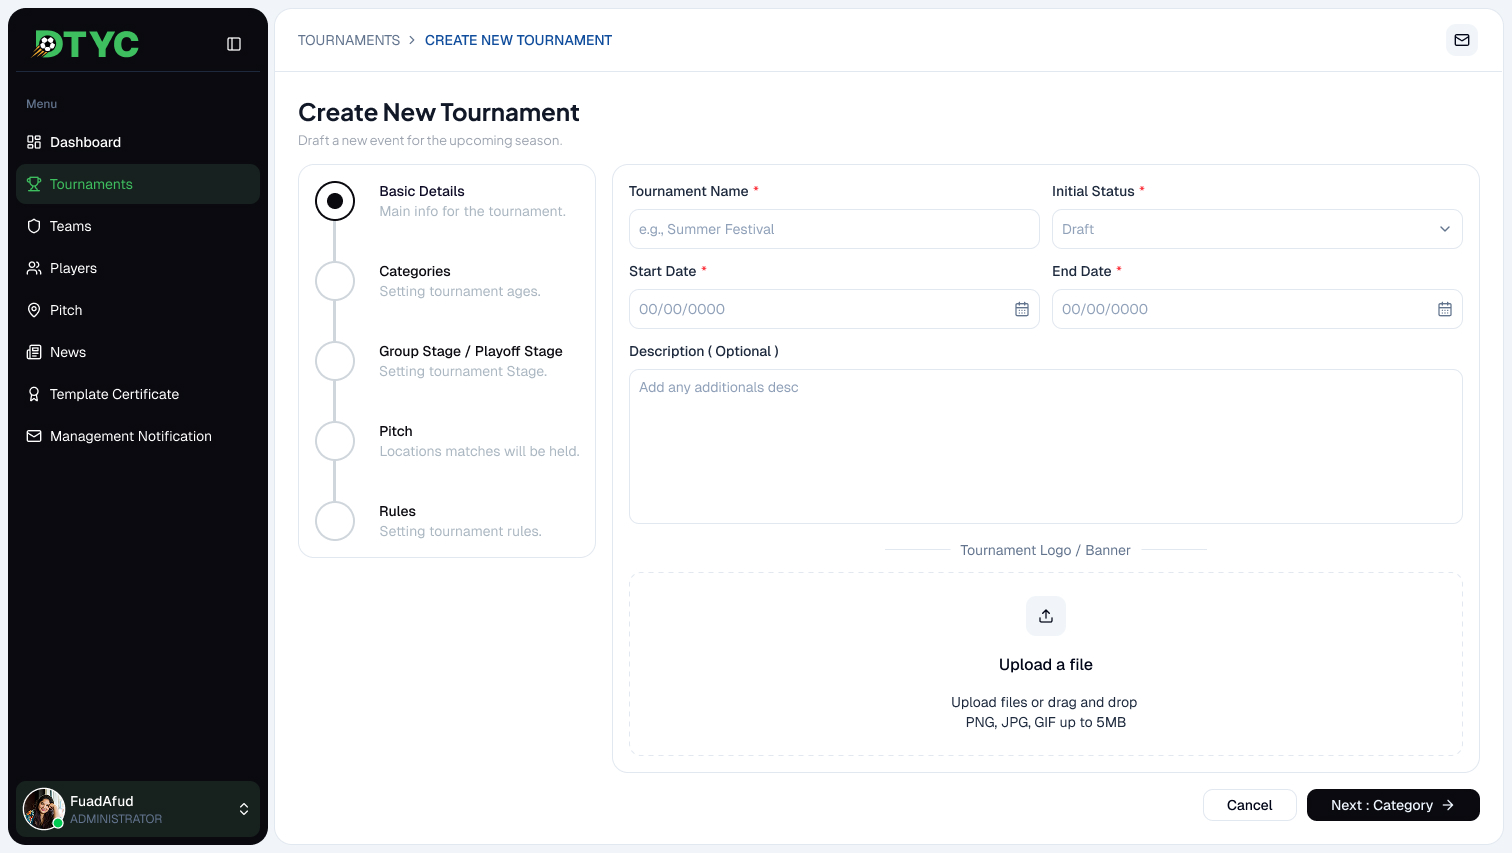 DTYC
TOURNAMENTS > CREATE NEW TOURNAMENT
Menu
Dashboard
Tournaments
Teams
Players
Pitch
News
Template Certificate
Management Notification
FuadAfud
ADMINISTRATOR
Create New Tournament
Draft a new event for the upcoming season.
Basic Details
Main info for the tournament.
Categories
Setting tournament ages.
Group Stage / Playoff Stage
Setting tournament Stage.
Pitch
Locations matches will be held.
Rules
Setting tournament rules.
Tournament Name *
e.g., Summer Festival
Initial Status *
Draft
Start Date *
00/00/0000
End Date *
00/00/0000
Description ( Optional )
Add any additionals desc
Tournament Logo / Banner
Upload a file
Upload files or drag and drop
PNG, JPG, GIF up to 5MB
Cancel
Next : Category →